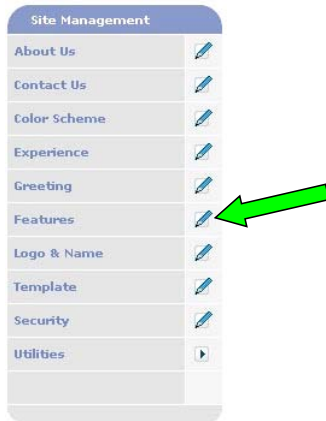 Site Management
About Us
Contact Us
Color Scheme
Experience
Greeting
Features
Logo & Name
Template
Security
Utilities